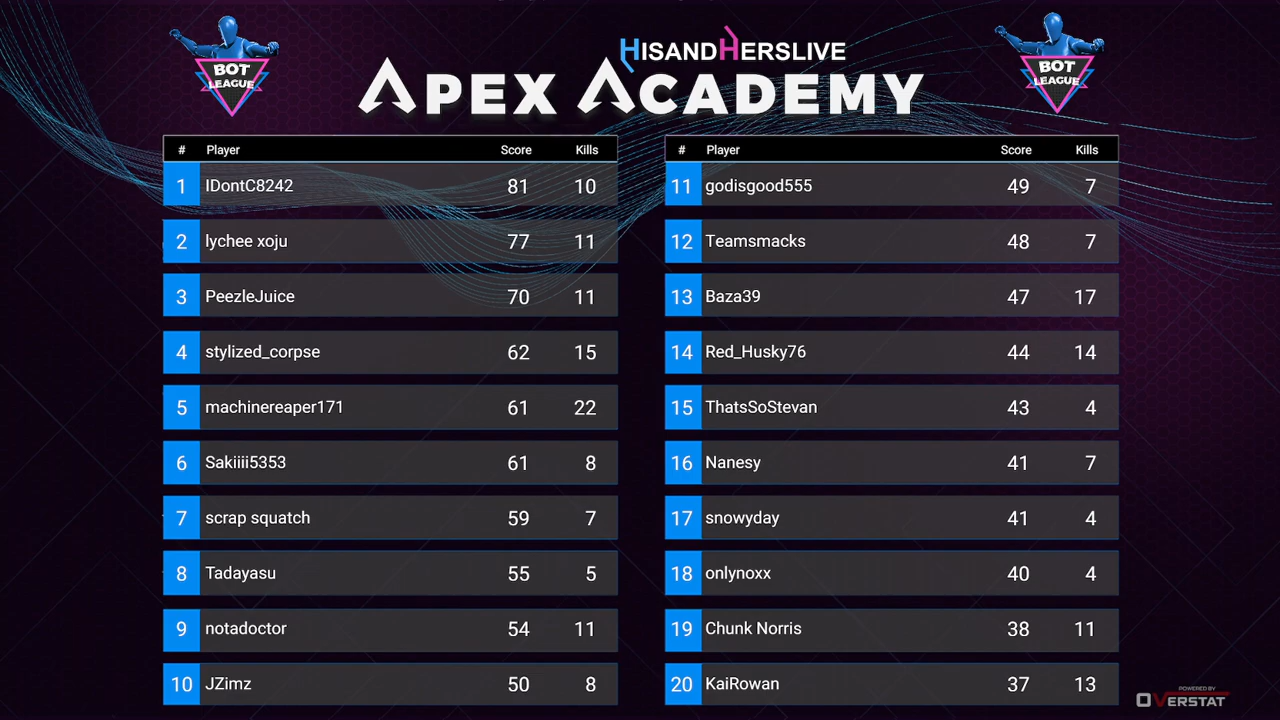 BOT
LEAGUE
HISANDHERSLIVE
APEX ACADEMY
BOT
LEAGUE
# Player Score Kills
1 IDontC8242 81 10
2 lychee xoju 77 11
3 PeezleJuice 70 11
4 stylized_corpse 62 15
5 machinereaper171 61 22
6 Sakiiii5353 61 8
7 scrap squatch 59 7
8 Tadayasu 55 5
9 notadoctor 54 11
10 JZimz 50 8
# Player Score Kills
11 godisgood555 49 7
12 Teamsmacks 48 7
13 Baza39 47 17
14 Red_Husky76 44 14
15 ThatsSoStevan 43 4
16 Nanesy 41 7
17 snowyday 41 4
18 onlynoxx 40 4
19 Chunk Norris 38 11
20 KaiRowan 37 13
POWERED BY
OVERSTAT